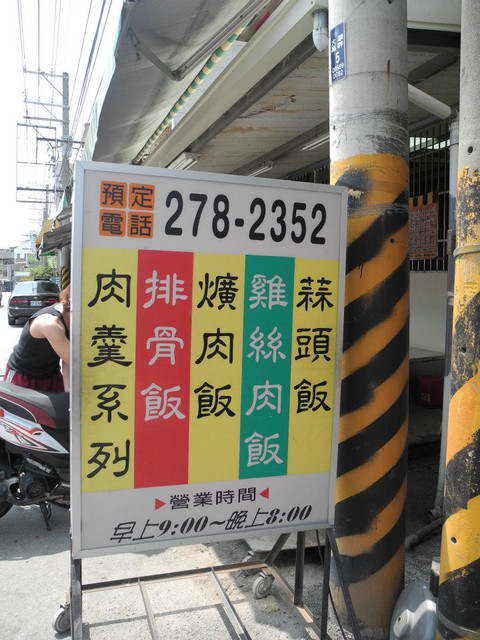 預定
電話
278-2352
蒜頭飯
雞絲肉飯
爌肉飯
排骨飯
肉羹系列
營業時間
早上9:00~晚上8:00